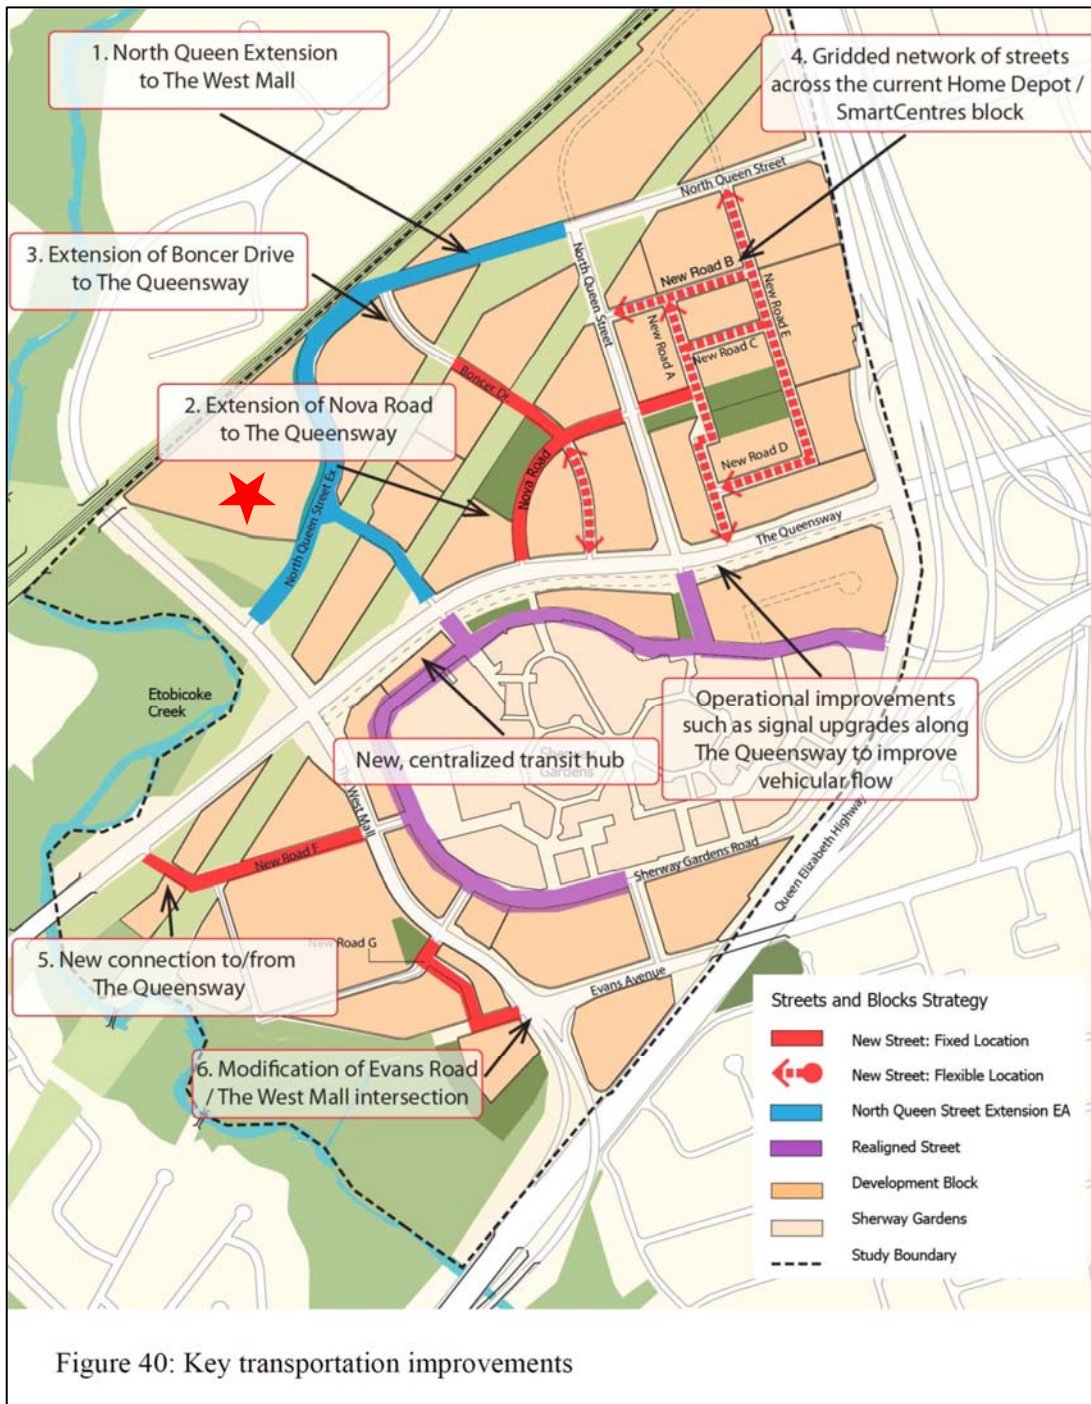 1. North Queen Extension
to The West Mall
4. Gridded network of streets
across the current Home Depot /
SmartCentres block
North Queen Street
3. Extension of Boncer Drive
to The Queensway
North Queen Street
New Road B
New Road E
New Road A
New Road C
Boncer Dr
2. Extension of Nova Road
to The Queensway
Nova Road
New Road D
North Queen Street Ex.
The Queensway
Etobicoke
Creek
New, centralized transit hub
Sherway
Gardens
Operational improvements
such as signal upgrades along
The Queensway to improve
vehicular flow
The West Mall
New Road F
Sherway Gardens Road
Queen Elizabeth Highway
New Road G
5. New connection to/from
The Queensway
Evans Avenue
6. Modification of Evans Road
/ The West Mall intersection
Streets and Blocks Strategy
New Street: Fixed Location
New Street: Flexible Location
North Queen Street Extension EA
Realigned Street
Development Block
Sherway Gardens
Study Boundary
Figure 40: Key transportation improvements